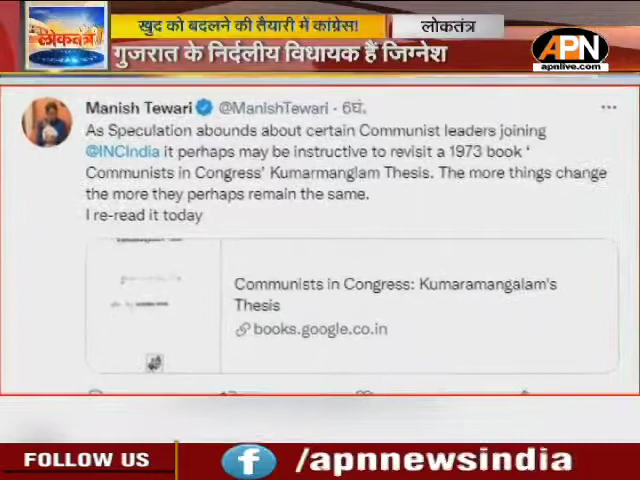 खुद को बदलने की तैयारी में कांग्रेस!
लोकतंत्र
लोकतंत्र
गुजरात के निर्दलीय विधायक हैं जिग्नेश
APN
apnlive.com
Manish Tewari @ManishTewari · 6घं.
As Speculation abounds about certain Communist leaders joining
@INCIndia it perhaps may be instructive to revisit a 1973 book ‘
Communists in Congress’ Kumarmanglam Thesis. The more things change
the more they perhaps remain the same.
I re-read it today
Communists in Congress: Kumaramangalam's
Thesis
books.google.co.in
FOLLOW US
f /apnnewsindia